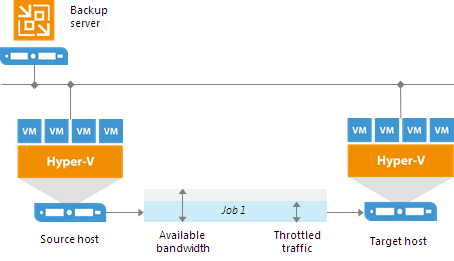 Backup
server
VM VM VM VM
Hyper-V
VM VM VM VM
Hyper-V
Job 1
Source host
Available
bandwidth
Throttled
traffic
Target host